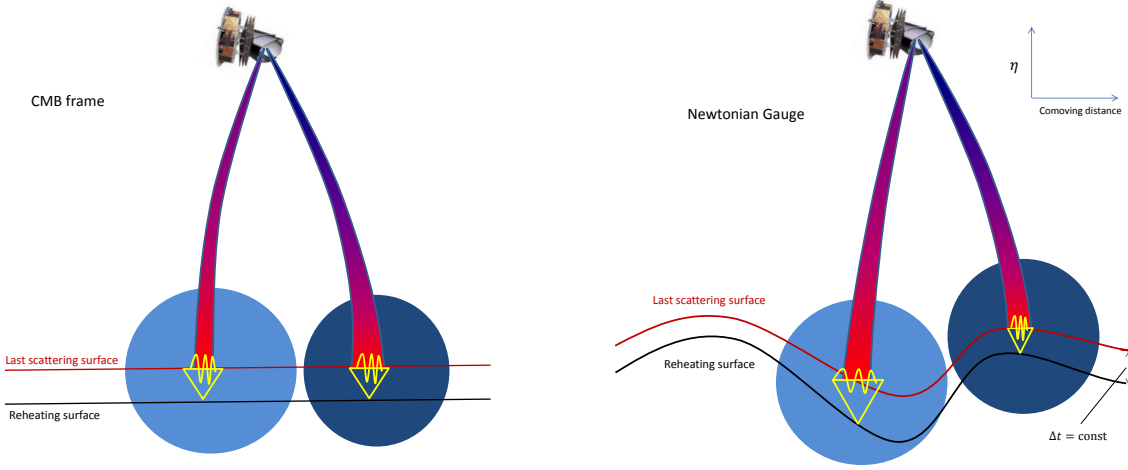 CMB frame
Last scattering surface
Reheating surface
Newtonian Gauge
η
Comoving distance
Last scattering surface
Reheating surface
Δt = const